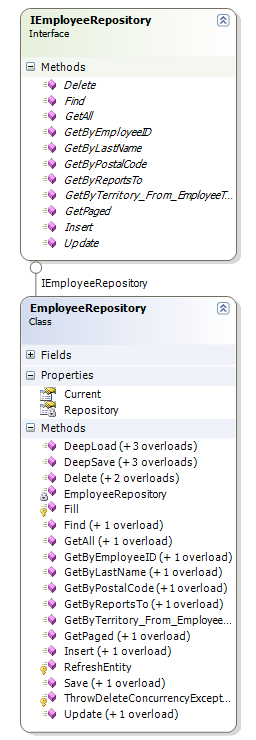 IEmployeeRepository
Interface
Methods
Delete
Find
GetAll
GetByEmployeeID
GetByLastName
GetByPostalCode
GetByReportsTo
GetByTerritory_From_EmployeeT...
GetPaged
Insert
Update
IEmployeeRepository
EmployeeRepository
Class
Fields
Properties
Current
Repository
Methods
DeepLoad (+ 3 overloads)
DeepSave (+ 3 overloads)
Delete (+ 2 overloads)
EmployeeRepository
Fill
Find (+ 1 overload)
GetAll (+ 1 overload)
GetByEmployeeID (+ 1 overload)
GetByLastName (+ 1 overload)
GetByPostalCode (+ 1 overload)
GetByReportsTo (+ 1 overload)
GetByTerritory_From_Employee...
GetPaged (+ 1 overload)
Insert (+ 1 overload)
RefreshEntity
Save (+ 1 overload)
ThrowDeleteConcurrencyExcept...
Update (+ 1 overload)